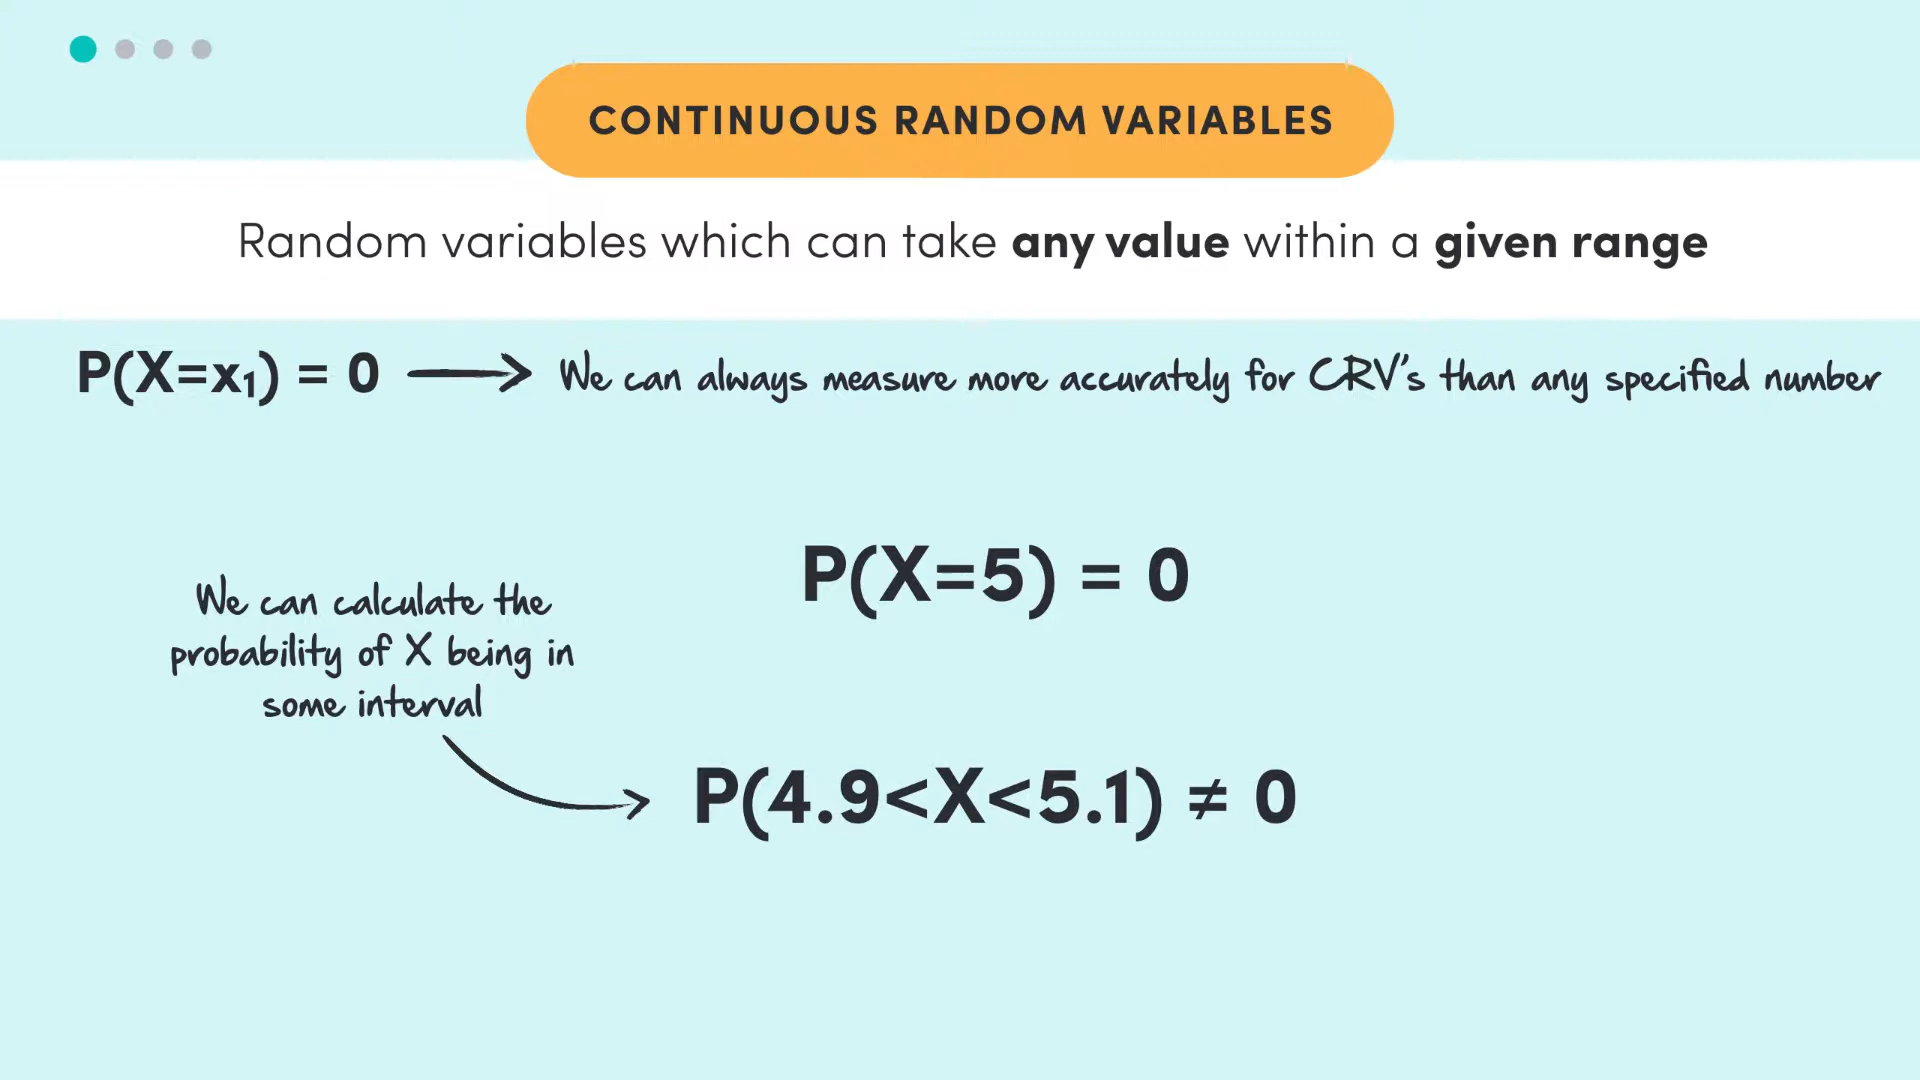 CONTINUOUS RANDOM VARIABLES
Random variables which can take any value within a given range
P(X=x₁) = 0 → We can always measure more accurately for CRV's than any specified number
P(X=5) = 0
We can calculate the
probability of X being in
some interval
P(4.9<X<5.1) ≠ 0